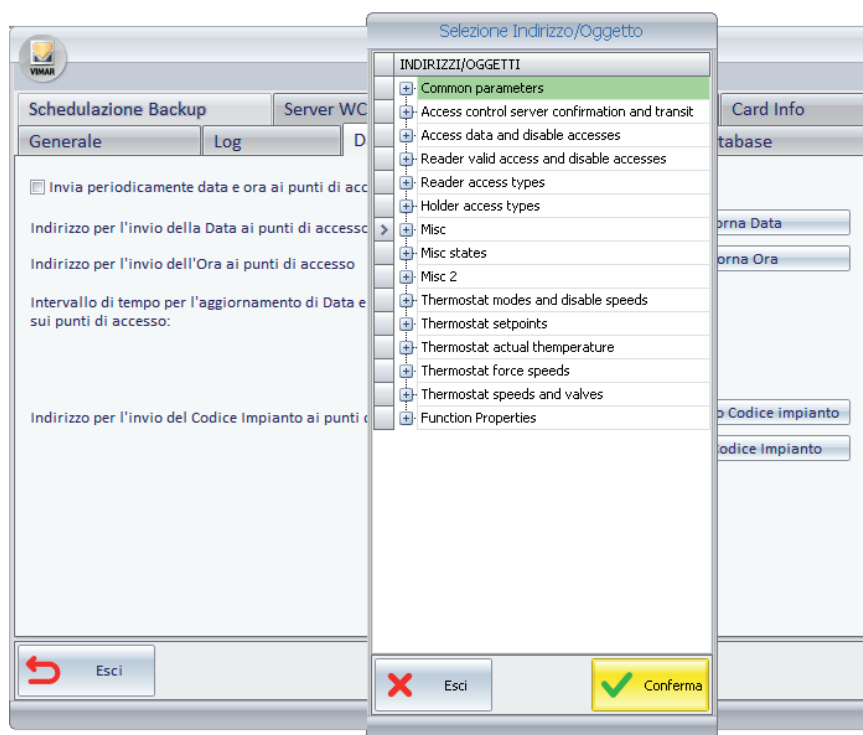 Selezione Indirizzo/Oggetto
VIMAR
INDIRIZZI/OGGETTI
Common parameters
Access control server confirmation and transit
Access data and disable accesses
Reader valid access and disable accesses
Reader access types
Holder access types
Misc
Misc states
Misc 2
Thermostat modes and disable speeds
Thermostat setpoints
Thermostat actual themperature
Thermostat force speeds
Thermostat speeds and valves
Function Properties
Esci
Conferma
Schedulazione Backup
Server WC
Card Info
Generale
Log
D
tabase
Invia periodicamente data e ora ai punti di acc
Indirizzo per l'invio della Data ai punti di accesso
orna Data
Indirizzo per l'invio dell'Ora ai punti di accesso
orna Ora
Intervallo di tempo per l'aggiornamento di Data e
sui punti di accesso:
Indirizzo per l'invio del Codice Impianto ai punti
o Codice impianto
Codice Impianto
Esci